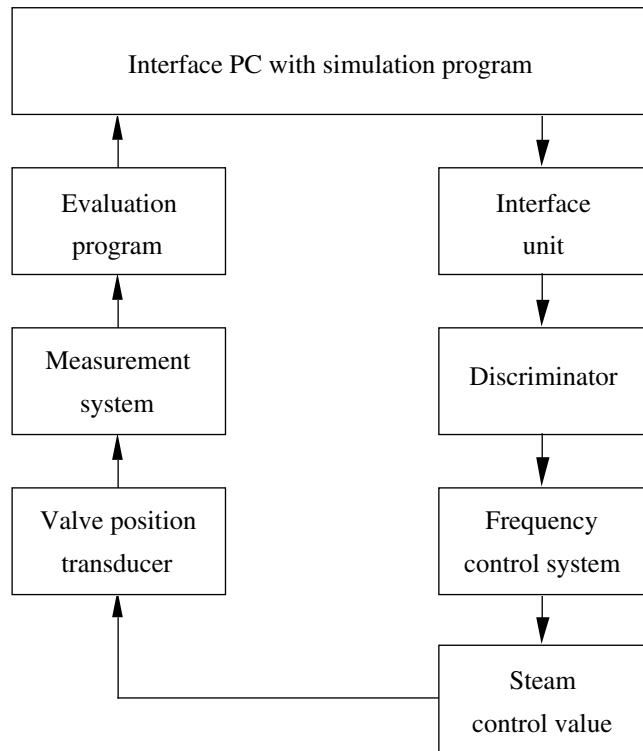 Interface PC with simulation program
Evaluation
program
Interface
unit
Measurement
system
Discriminator
Valve position
transducer
Frequency
control system
Steam
control value